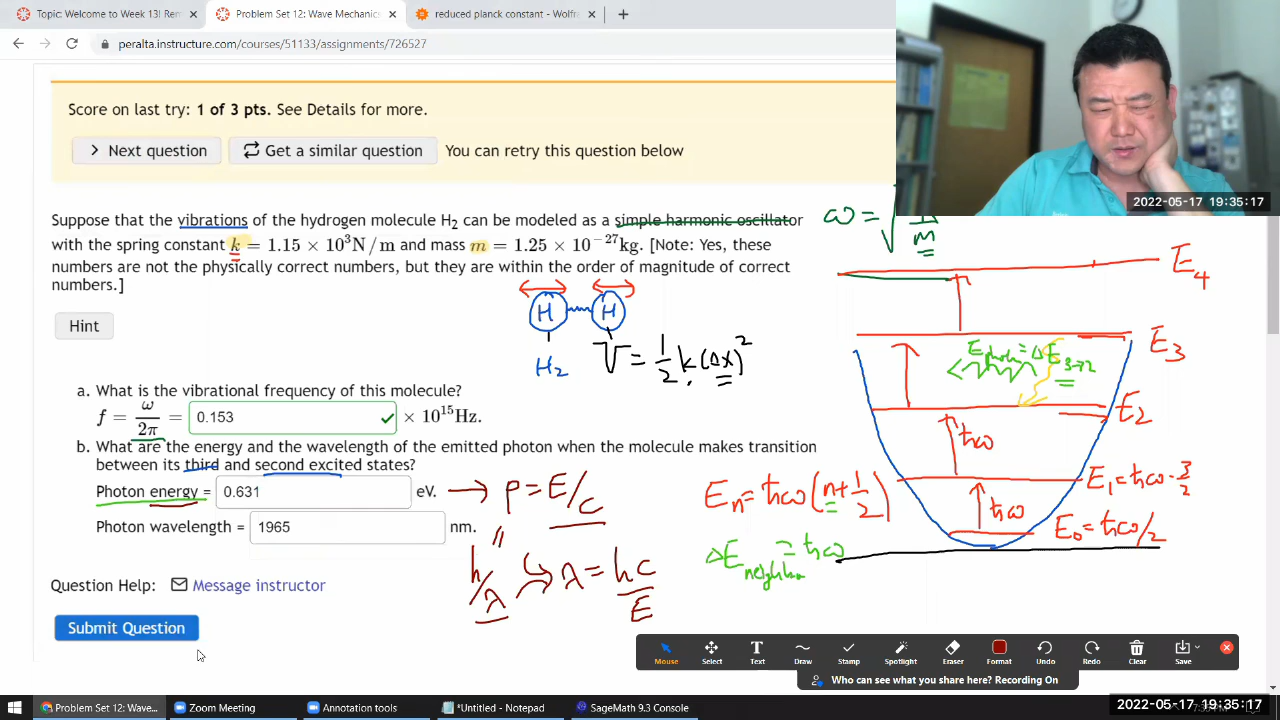 Topic: Welcome to 13B! | Rem
Problem Set 12: Wave Mechanics
reduced planck constant - Wolfr
peralta.instructure.com/courses/51133/assignments/726527
Score on last try: 1 of 3 pts. See Details for more.
Next question
Get a similar question
You can retry this question below
2022-05-17 19:35:17
Suppose that the vibrations of the hydrogen molecule H₂ can be modeled as a simple harmonic oscillator
with the spring constant k = 1.15 × 10³N / m and mass m = 1.25 × 10⁻²⁷kg. [Note: Yes, these
numbers are not the physically correct numbers, but they are within the order of magnitude of correct
numbers.]
Hint
H H
H₂
V = 1/2 k (Δx)²
ω = √ m
E₄
E₃
E₂
ΔE₃→₂
ħω
E₁ = ħω · 3/2
ħω
E₀ = ħω/2
Eₙ = ħω (n + 1/2)
ΔE neighbor = ħω
a. What is the vibrational frequency of this molecule?
f = ω/2π = 0.153 × 10¹⁵Hz.
b. What are the energy and the wavelength of the emitted photon when the molecule makes transition
between its third and second excited states?
Photon energy = 0.631 eV.
→ p = E/c
Photon wavelength = 1965 nm.
h/λ → λ = hc/E
Question Help: Message instructor
Submit Question
Mouse Select Text Draw Stamp Spotlight Eraser Format Undo Redo Clear Save
Who can see what you share here? Recording On
Problem Set 12: Wave...
Zoom Meeting
Annotation tools
*Untitled - Notepad
SageMath 9.3 Console
2022-05-17 19:35:17